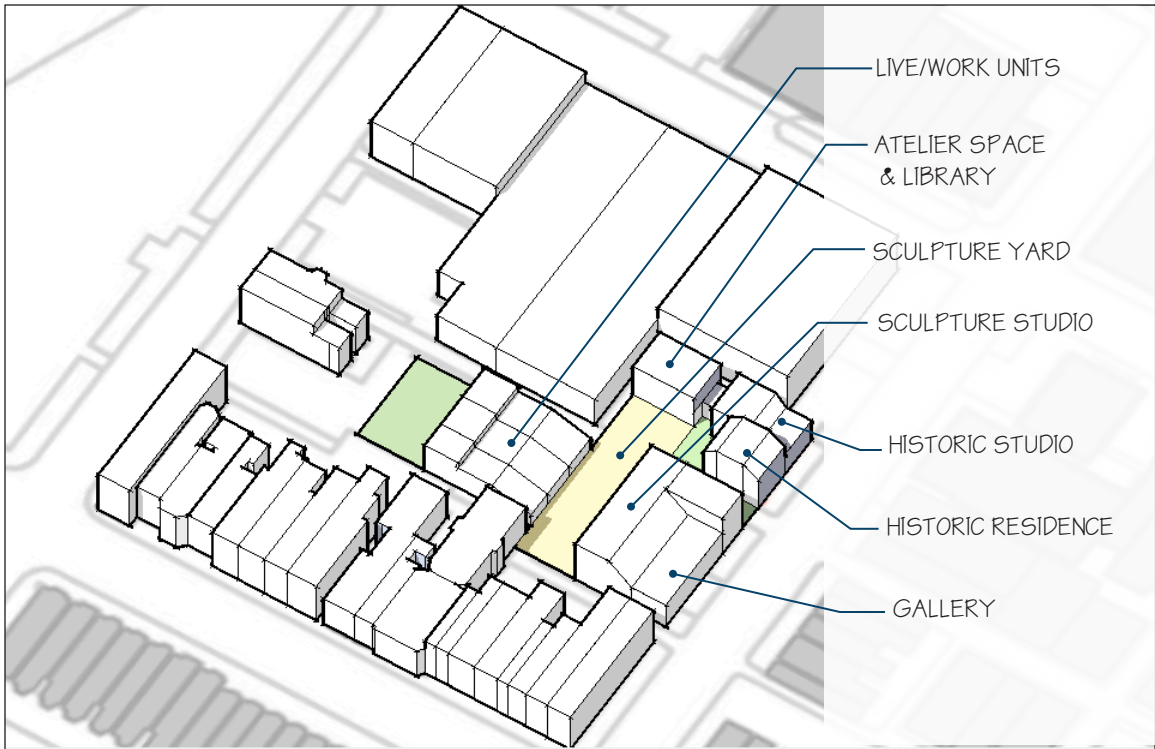 LIVE/WORK UNITS
ATELIER SPACE
& LIBRARY
SCULPTURE YARD
SCULPTURE STUDIO
HISTORIC STUDIO
HISTORIC RESIDENCE
GALLERY